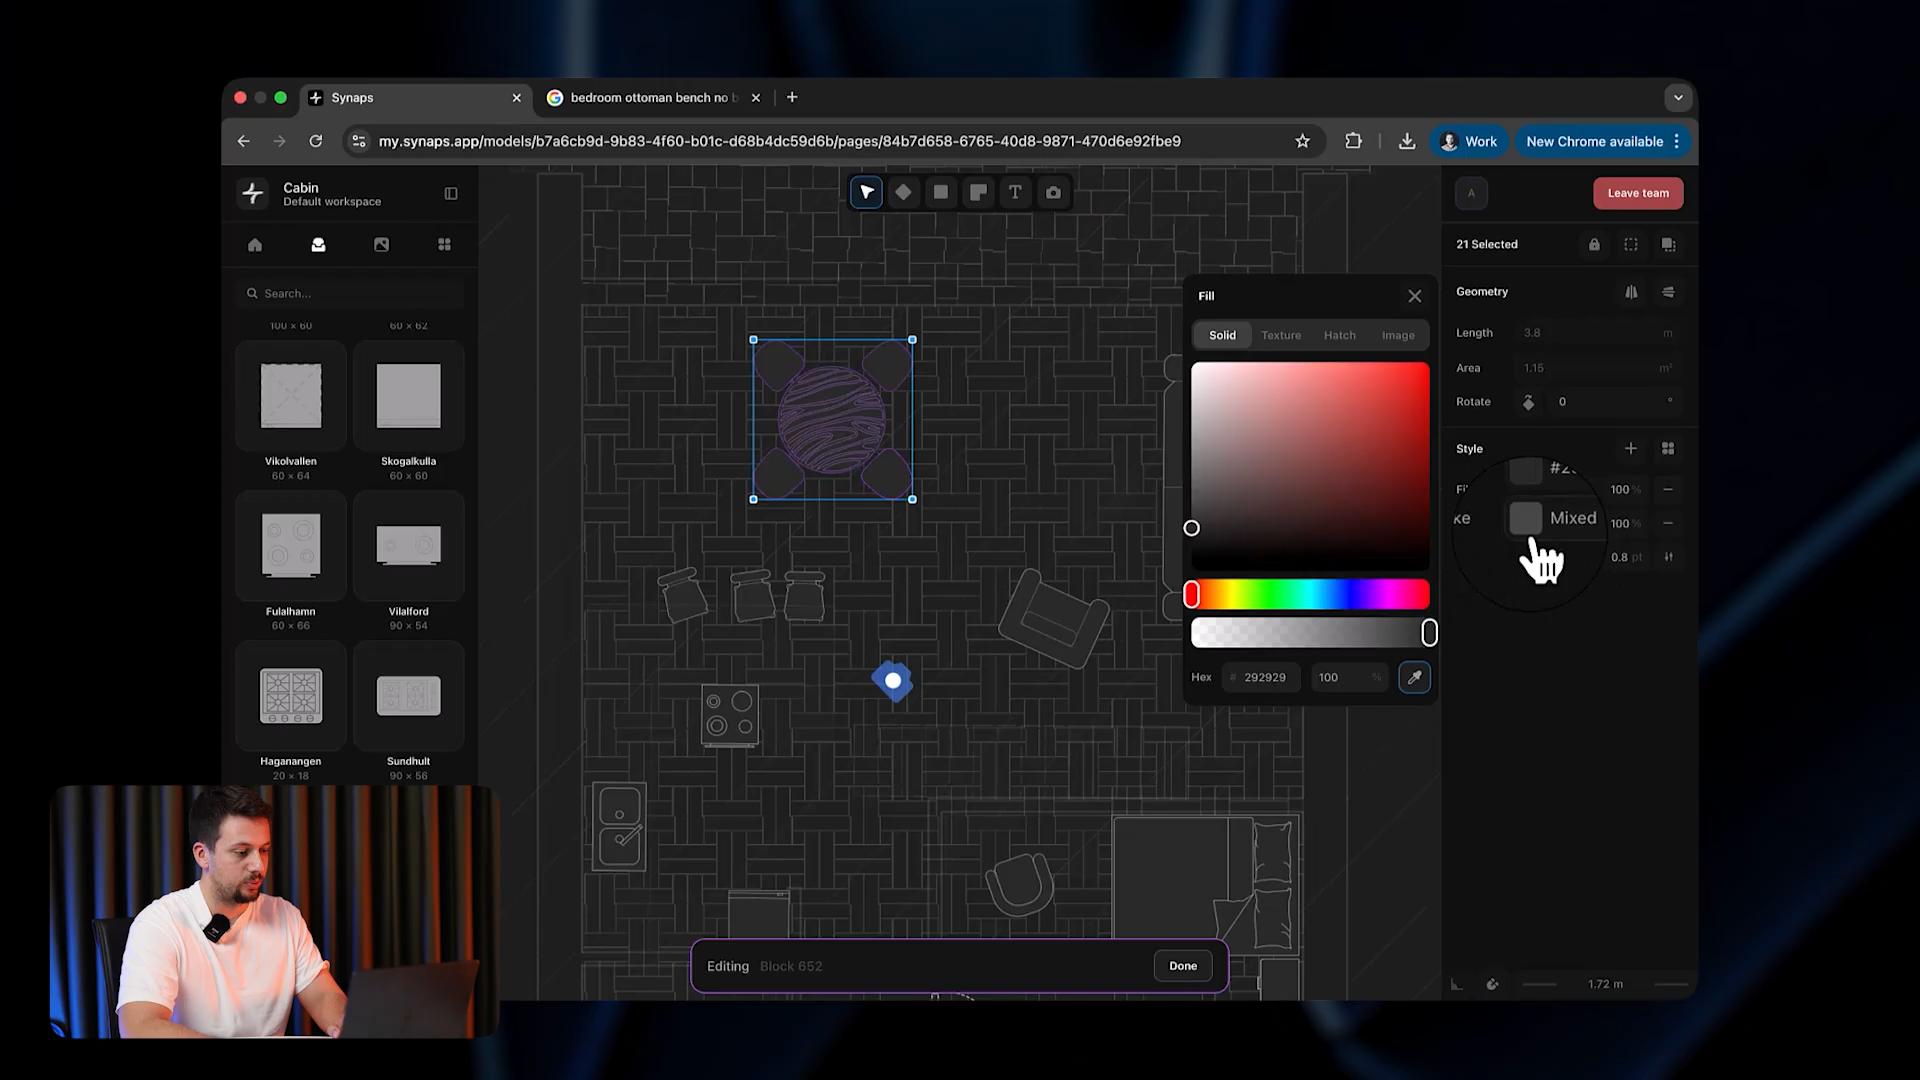 Synaps
bedroom ottoman bench no b
my.synaps.app/models/b7a6cb9d-9b83-4f60-b01c-d68b4dc59d6b/pages/84b7d658-6765-40d8-9871-470d6e92fbe9
Work
New Chrome available
Cabin
Default workspace
Search...
100 × 60
60 × 62
Vikolvallen
60 × 64
Skogalkulla
60 × 60
Fulalhamn
60 × 66
Vilalford
90 × 54
Haganangen
20 × 18
Sundhult
90 × 56
T
Fill
Solid
Texture
Hatch
Image
Hex
# 292929
100 %
Editing Block 652
Done
A
Leave team
21 Selected
Geometry
Length 3.8 m
Area 1.15 m²
Rotate 0 °
Style
Fi
100 %
ke
Mixed
100 %
0.8 pt
1.72 m